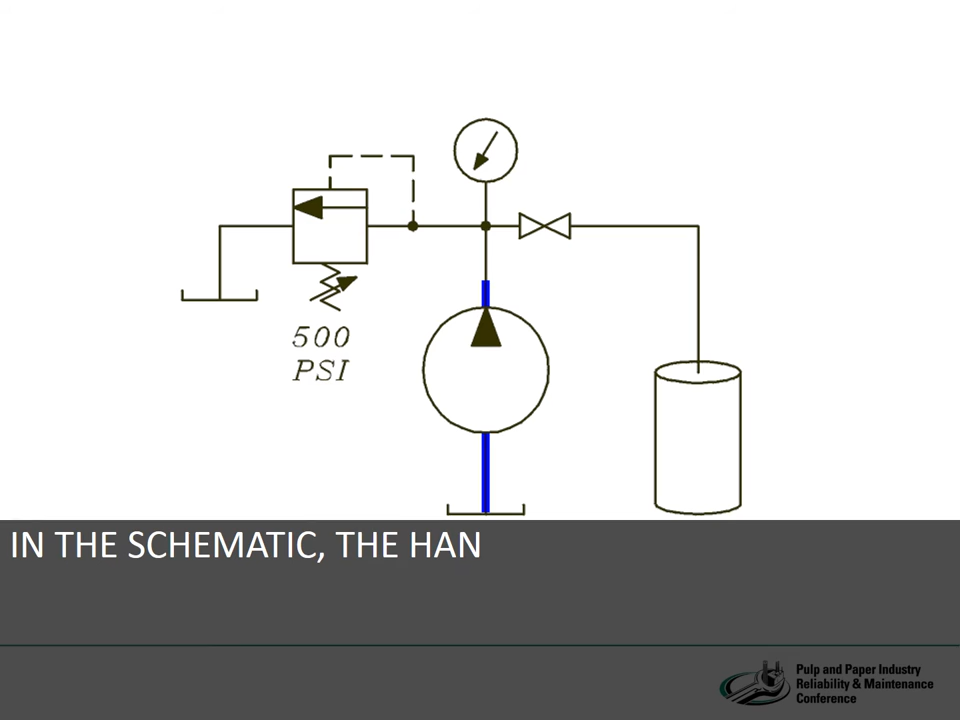 500
PSI
IN THE SCHEMATIC, THE HAN
Pulp and Paper Industry
Reliability & Maintenance
Conference